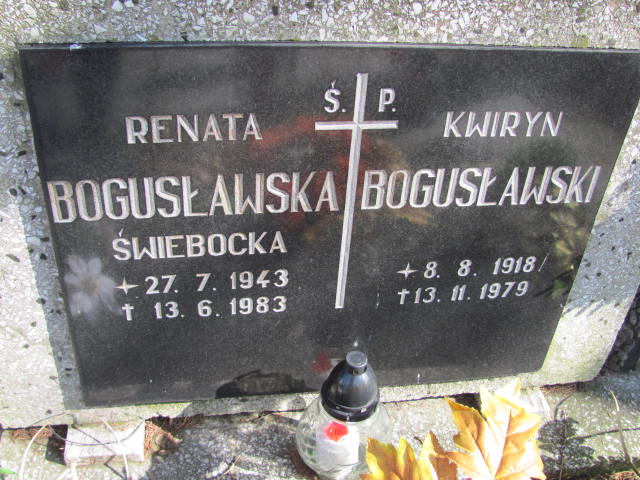 Ś. P.
RENATA
BOGUSŁAWSKA
ŚWIEBOCKA
27. 7. 1943
† 13. 6. 1983
KWIRYN
BOGUSŁAWSKI
8. 8. 1918
† 13. 11. 1979